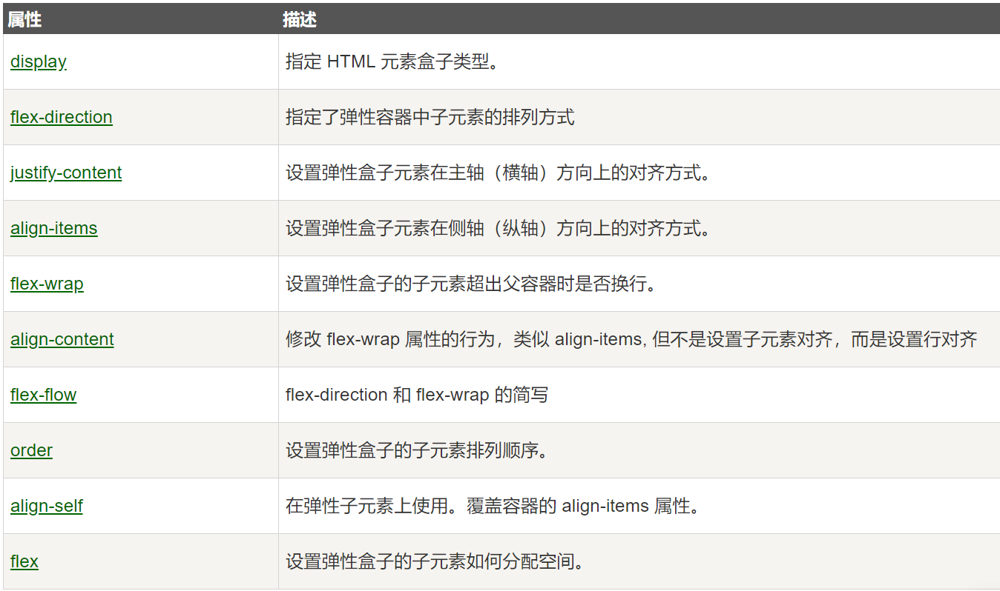 属性 描述
display 指定 HTML 元素盒子类型。
flex-direction 指定了弹性容器中子元素的排列方式
justify-content 设置弹性盒子元素在主轴（横轴）方向上的对齐方式。
align-items 设置弹性盒子元素在侧轴（纵轴）方向上的对齐方式。
flex-wrap 设置弹性盒子的子元素超出父容器时是否换行。
align-content 修改 flex-wrap 属性的行为，类似 align-items, 但不是设置子元素对齐，而是设置行对齐
flex-flow flex-direction 和 flex-wrap 的简写
order 设置弹性盒子的子元素排列顺序。
align-self 在弹性子元素上使用。覆盖容器的 align-items 属性。
flex 设置弹性盒子的子元素如何分配空间。